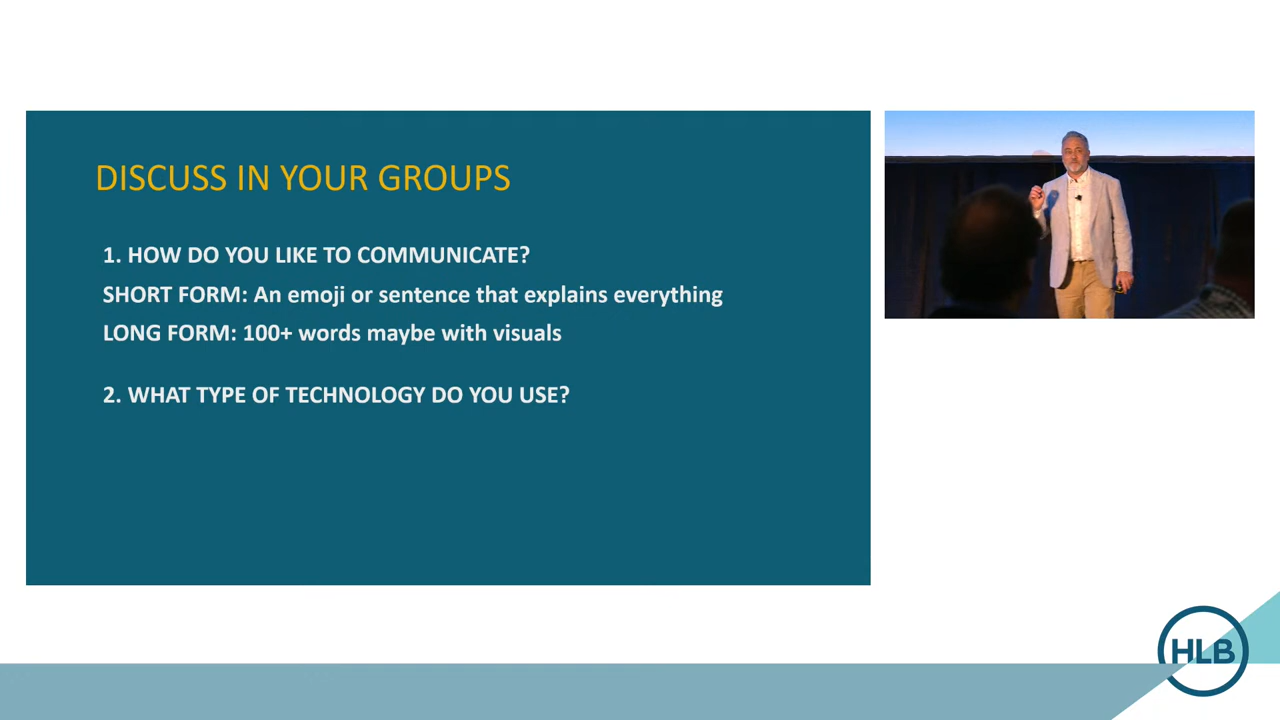 DISCUSS IN YOUR GROUPS
1. HOW DO YOU LIKE TO COMMUNICATE?
SHORT FORM: An emoji or sentence that explains everything
LONG FORM: 100+ words maybe with visuals
2. WHAT TYPE OF TECHNOLOGY DO YOU USE?
HLB